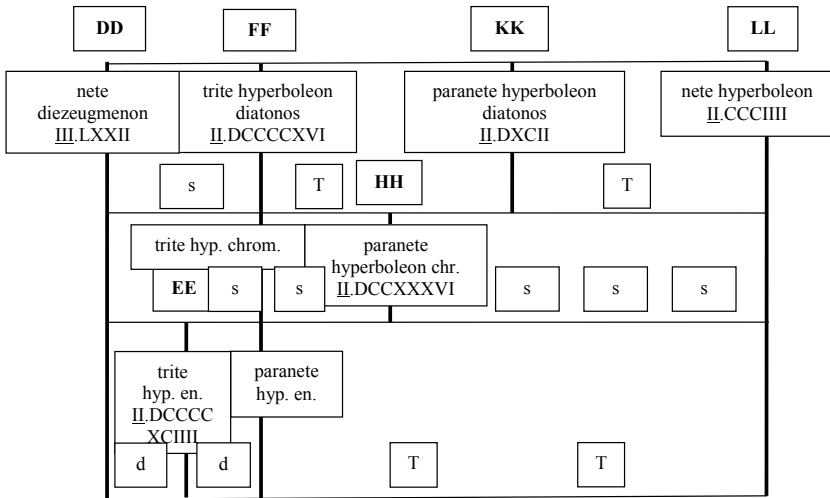 DD
FF
KK
LL
nete
diezeugmenon
III.LXXII
trite hyperboleon
diatonos
II.DCCCCXVI
paranete hyperboleon
diatonos
II.DXCII
nete hyperboleon
II.CCCIIII
s
T
HH
T
trite hyp. chrom.
paranete
hyperboleon chr.
II.DCCXXXVI
EE
s
s
s
s
s
trite
hyp. en.
II.DCCCC
XCIIII
paranete
hyp. en.
d
d
T
T